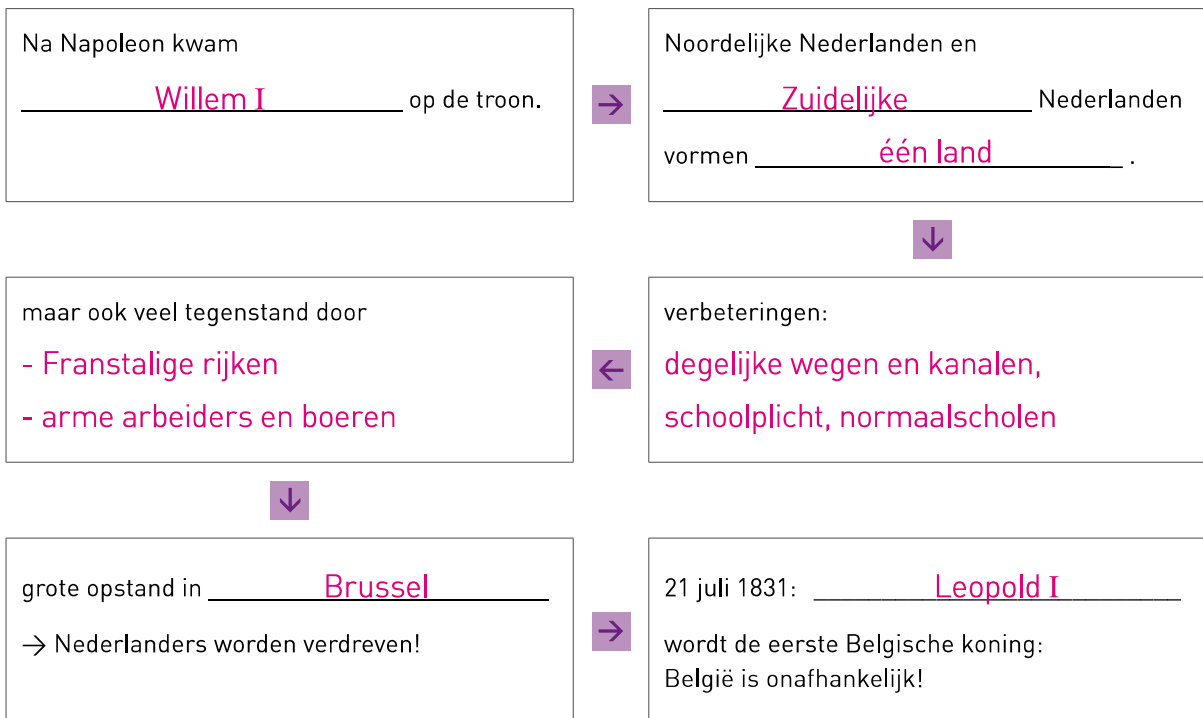 Na Napoleon kwam
Willem I op de troon.
→
Noordelijke Nederlanden en
Zuidelijke Nederlanden
vormen één land .
↓
verbeteringen:
degelijke wegen en kanalen,
schoolplicht, normaalscholen
←
maar ook veel tegenstand door
- Franstalige rijken
- arme arbeiders en boeren
↓
grote opstand in Brussel
→ Nederlanders worden verdreven!
→
21 juli 1831: Leopold I
wordt de eerste Belgische koning:
België is onafhankelijk!